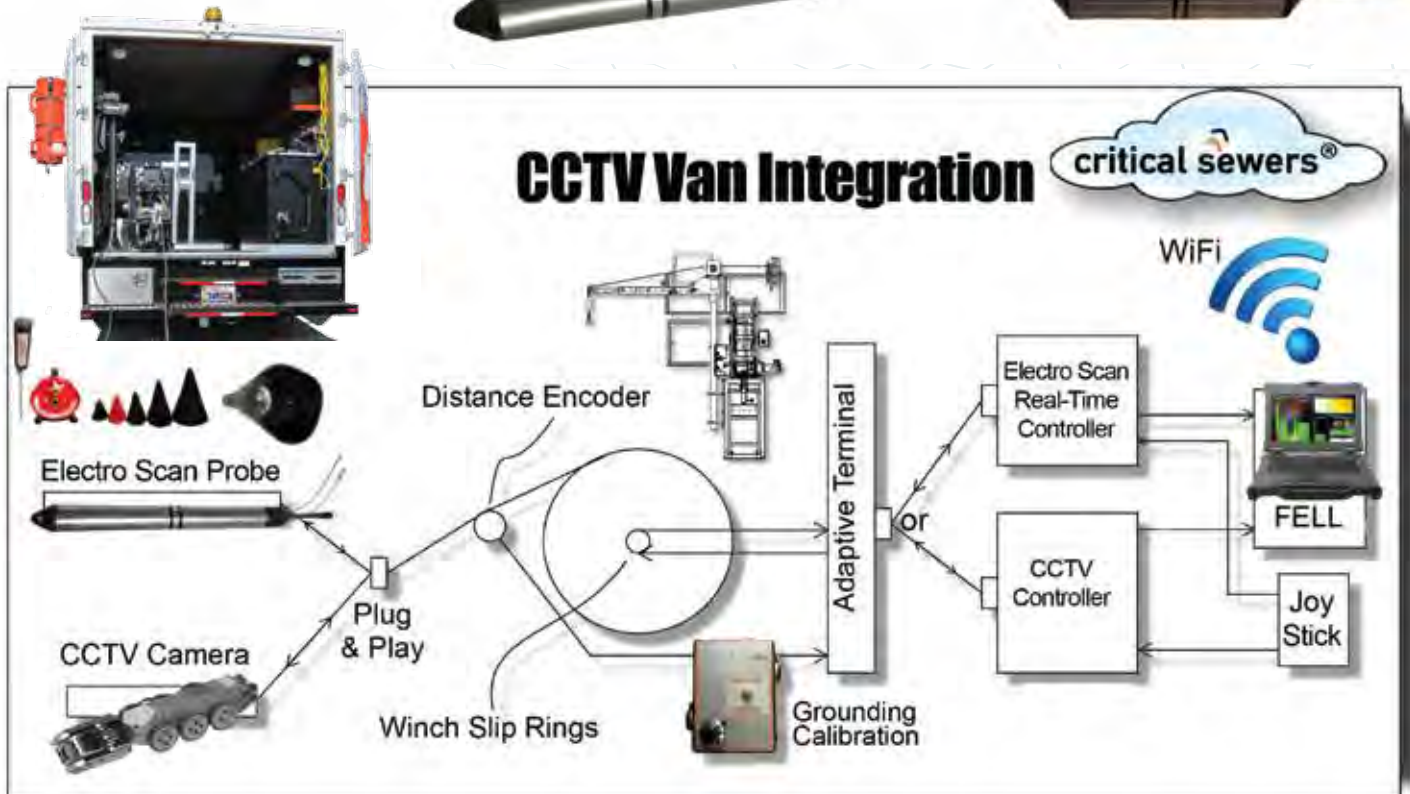 CCTV Van Integration
critical sewers®
WiFi
Distance Encoder
Electro Scan
Real-Time
Controller
Electro Scan Probe
Adaptive Terminal
or
FELL
CCTV
Controller
Plug
& Play
Joy
Stick
CCTV Camera
Winch Slip Rings
Grounding
Calibration